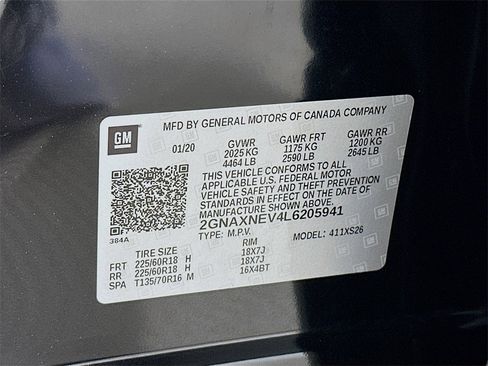 MFD BY GENERAL MOTORS OF CANADA COMPANY
GM
01/20
GVWR GAWR FRT GAWR RR
2025 KG 1175 KG 1200 KG
4464 LB 2590 LB 2645 LB
THIS VEHICLE CONFORMS TO ALL
APPLICABLE U.S. FEDERAL MOTOR
VEHICLE SAFETY AND THEFT PREVENTION
STANDARDS IN EFFECT ON THE DATE OF
MANUFACTURE SHOWN ABOVE.
2GNAXNEV4L6205941
TYPE: M.P.V. MODEL: 411XS26
384A
TIRE SIZE RIM
FRT 225/60R18 H 18X7J
RR 225/60R18 H 18X7J
SPA T135/70R16 M 16X4BT